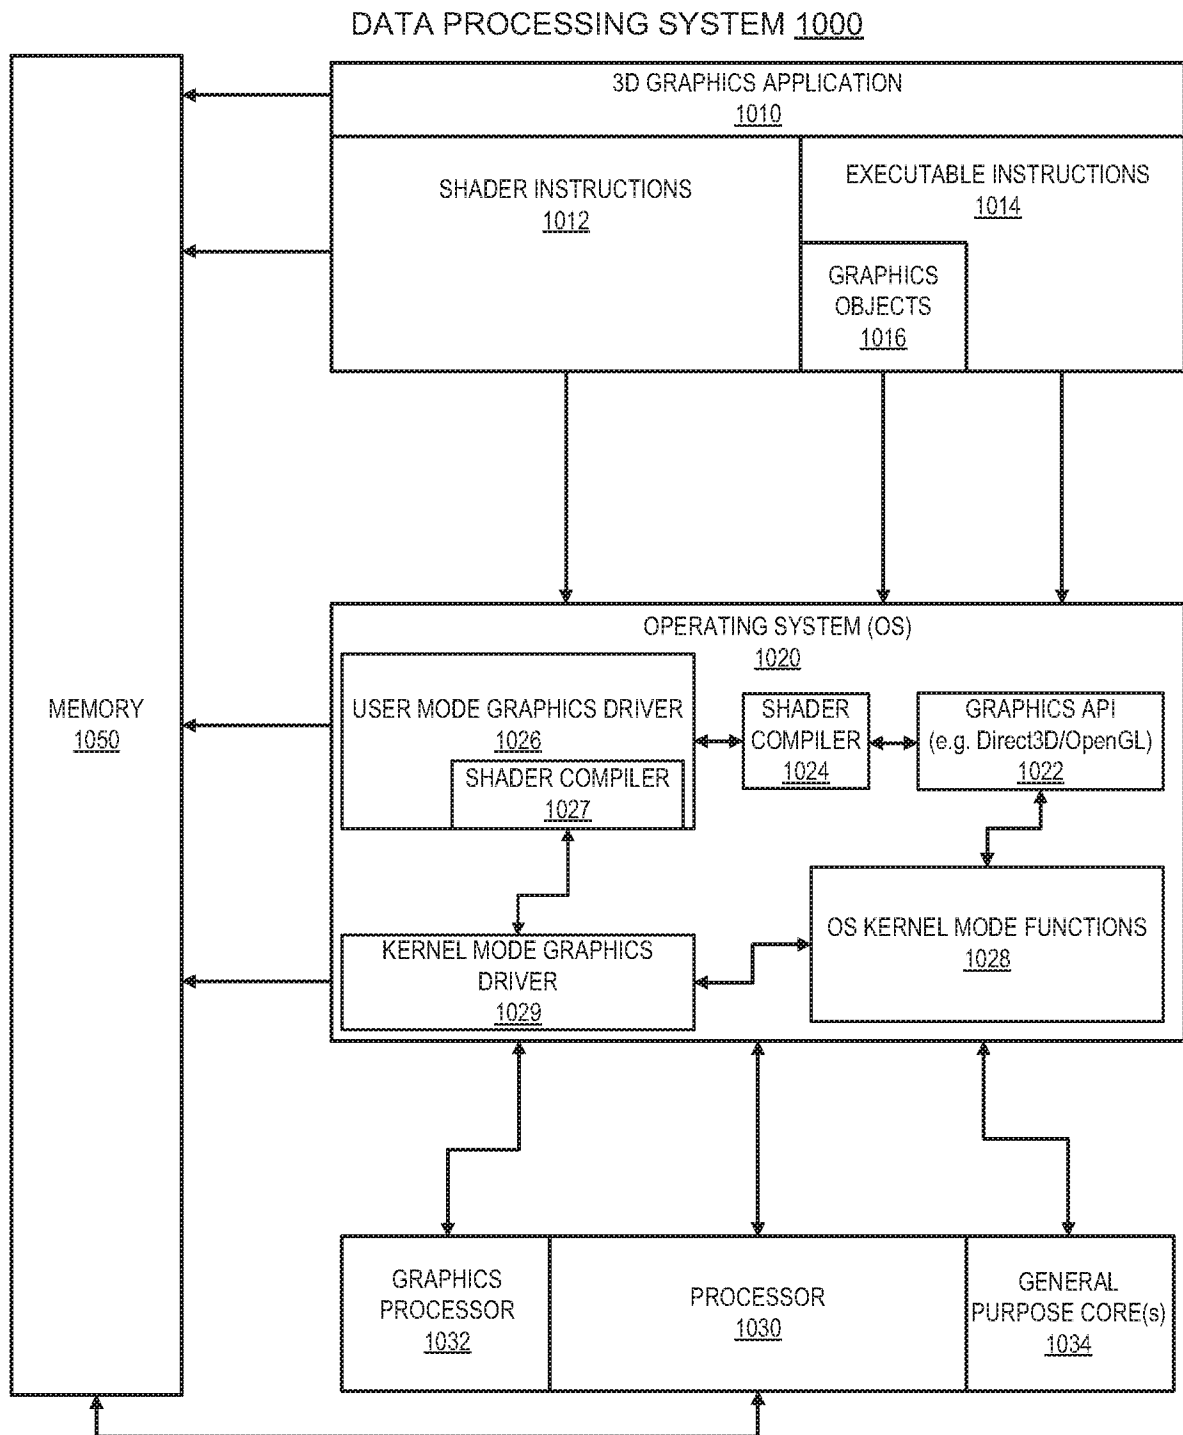 DATA PROCESSING SYSTEM 1000
3D GRAPHICS APPLICATION
1010
SHADER INSTRUCTIONS
1012
EXECUTABLE INSTRUCTIONS
1014
GRAPHICS
OBJECTS
1016
MEMORY
1050
OPERATING SYSTEM (OS)
1020
USER MODE GRAPHICS DRIVER
1026
SHADER COMPILER
1027
SHADER
COMPILER
1024
GRAPHICS API
(e.g. Direct3D/OpenGL)
1022
KERNEL MODE GRAPHICS
DRIVER
1029
OS KERNEL MODE FUNCTIONS
1028
GRAPHICS
PROCESSOR
1032
PROCESSOR
1030
GENERAL
PURPOSE CORE(s)
1034